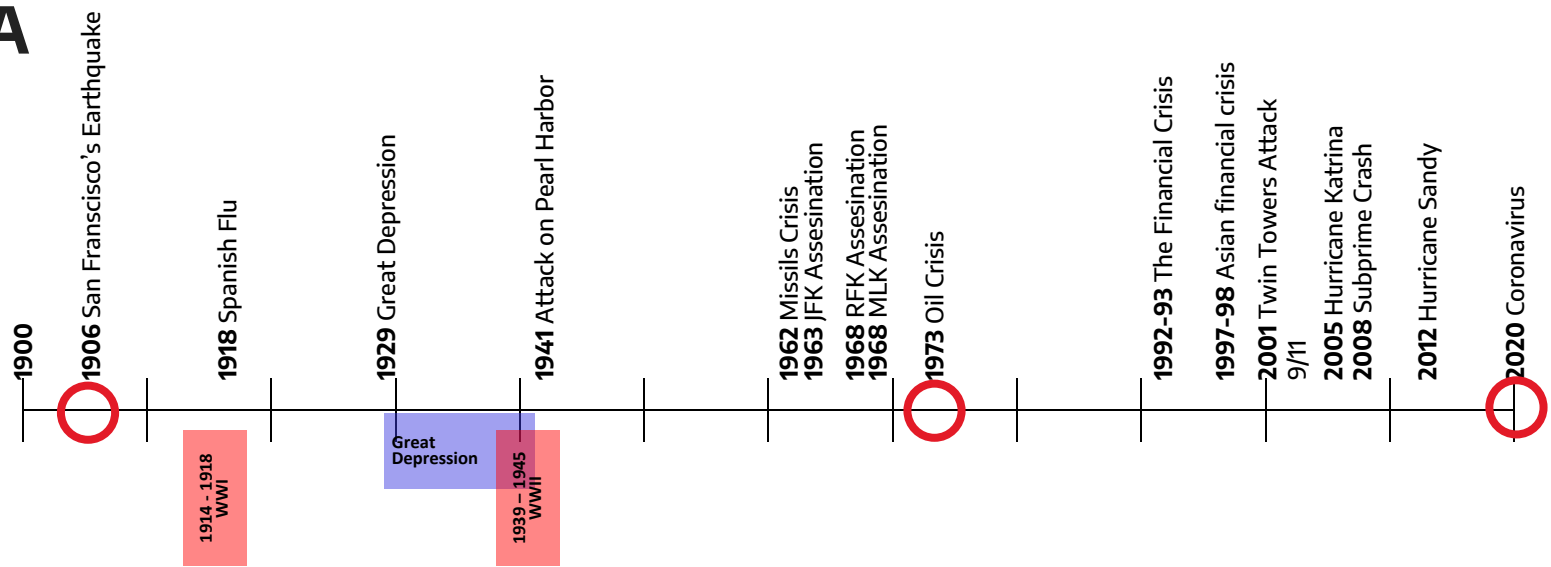 A
1900
1906 San Franscisco’s Earthquake
1918 Spanish Flu
1929 Great Depression
1941 Attack on Pearl Harbor
1962 Missils Crisis
1963 JFK Assesination
1968 RFK Assesination
1968 MLK Assesination
1973 Oil Crisis
1992-93 The Financial Crisis
1997-98 Asian financial crisis
2001 Twin Towers Attack
9/11
2005 Hurricane Katrina
2008 Subprime Crash
2012 Hurricane Sandy
2020 Coronavirus
1914 - 1918
WWI
Great
Depression
1939 – 1945
WWII